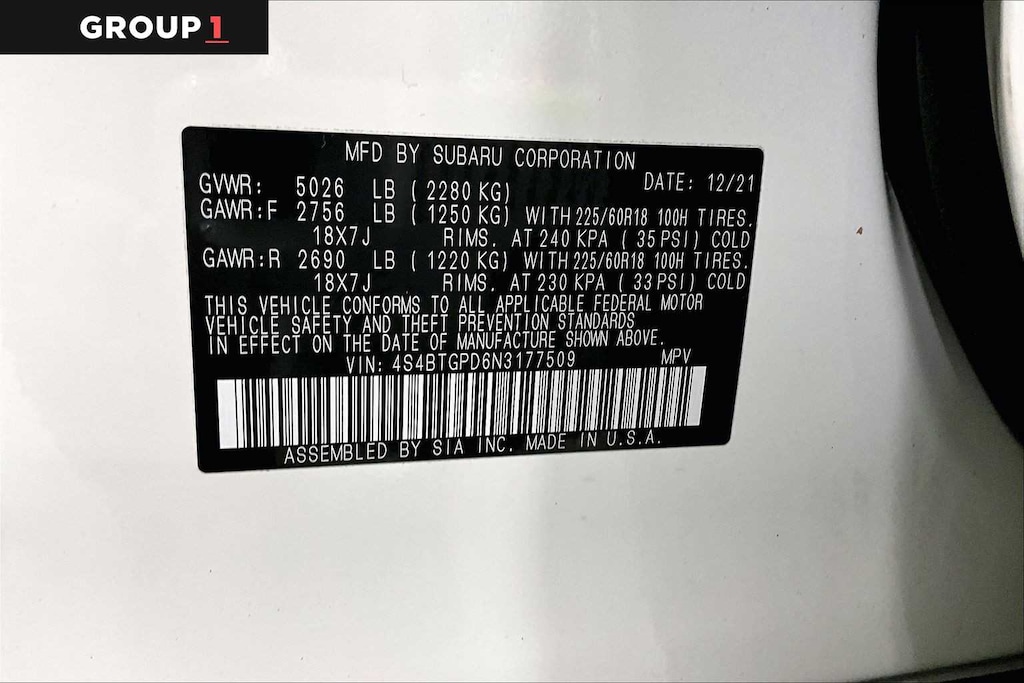 GROUP 1
MFD BY SUBARU CORPORATION
GVWR: 5026 LB (2280 KG) DATE: 12/21
GAWR:F 2756 LB (1250 KG) WITH 225/60R18 100H TIRES.
18X7J RIMS. AT 240 KPA (35 PSI) COLD
GAWR:R 2690 LB (1220 KG) WITH 225/60R18 100H TIRES.
18X7J RIMS. AT 230 KPA (33 PSI) COLD
THIS VEHICLE CONFORMS TO ALL APPLICABLE FEDERAL MOTOR
VEHICLE SAFETY AND THEFT PREVENTION STANDARDS
IN EFFECT ON THE DATE OF MANUFACTURE SHOWN ABOVE.
VIN: 4S4BTGPD6N3177509 MPV
ASSEMBLED BY SIA INC. MADE IN U.S.A.